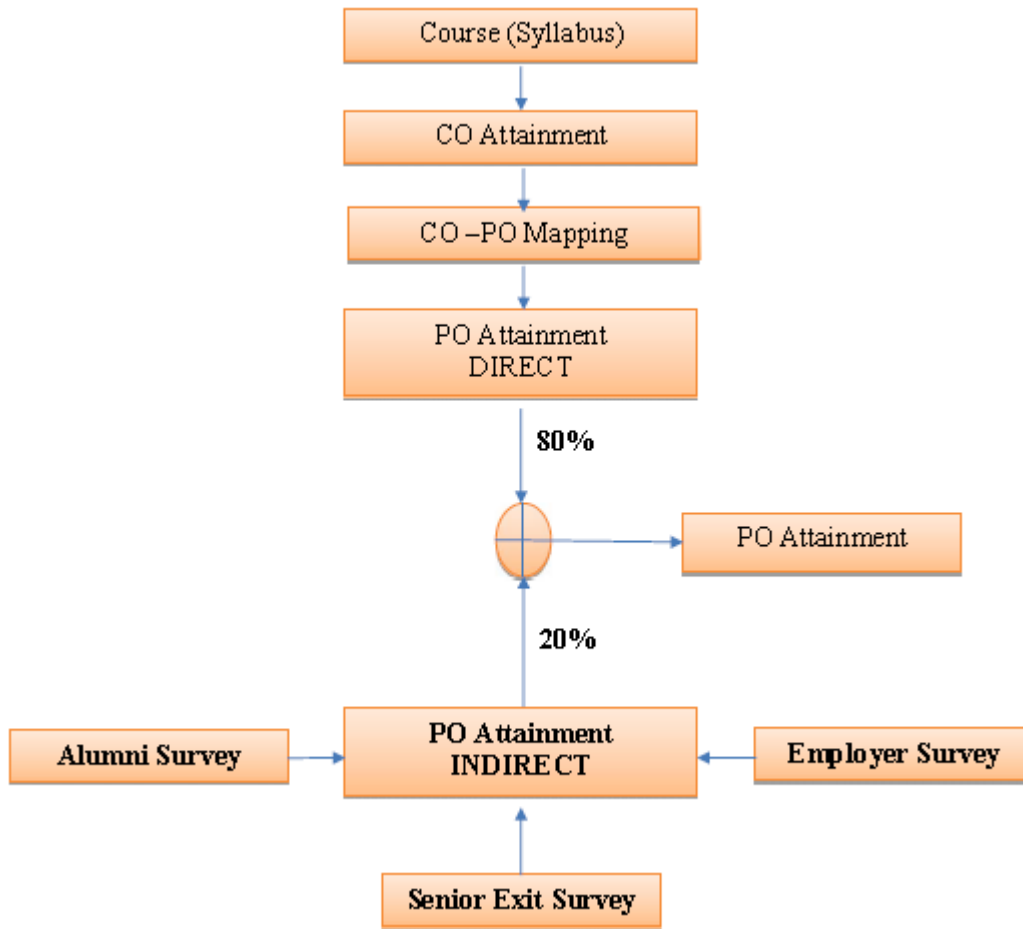 Course (Syllabus)
CO Attainment
CO –PO Mapping
PO Attainment
DIRECT
80%
PO Attainment
20%
PO Attainment
INDIRECT
Alumni Survey
Employer Survey
Senior Exit Survey